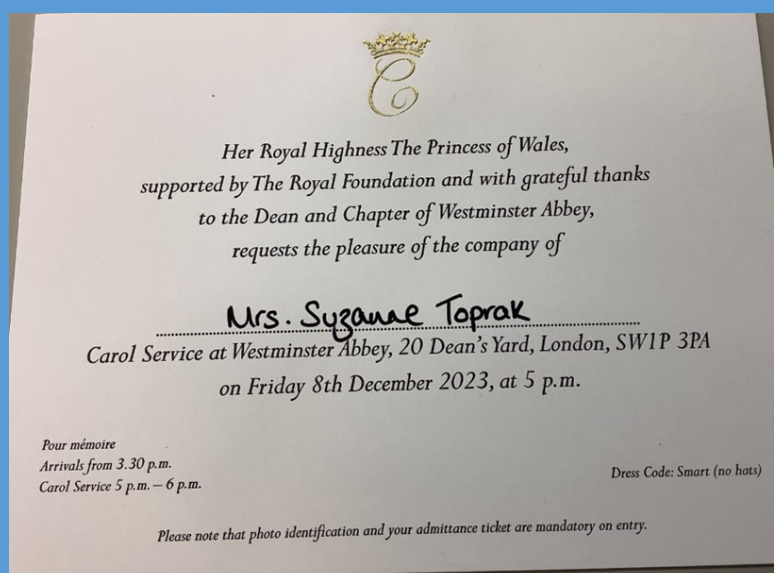 C
Her Royal Highness The Princess of Wales,
supported by The Royal Foundation and with grateful thanks
to the Dean and Chapter of Westminster Abbey,
requests the pleasure of the company of
Mrs. Suzanne Toprak
Carol Service at Westminster Abbey, 20 Dean's Yard, London, SW1P 3PA
on Friday 8th December 2023, at 5 p.m.
Pour mémoire
Arrivals from 3.30 p.m.
Carol Service 5 p.m. – 6 p.m.
Dress Code: Smart (no hats)
Please note that photo identification and your admittance ticket are mandatory on entry.